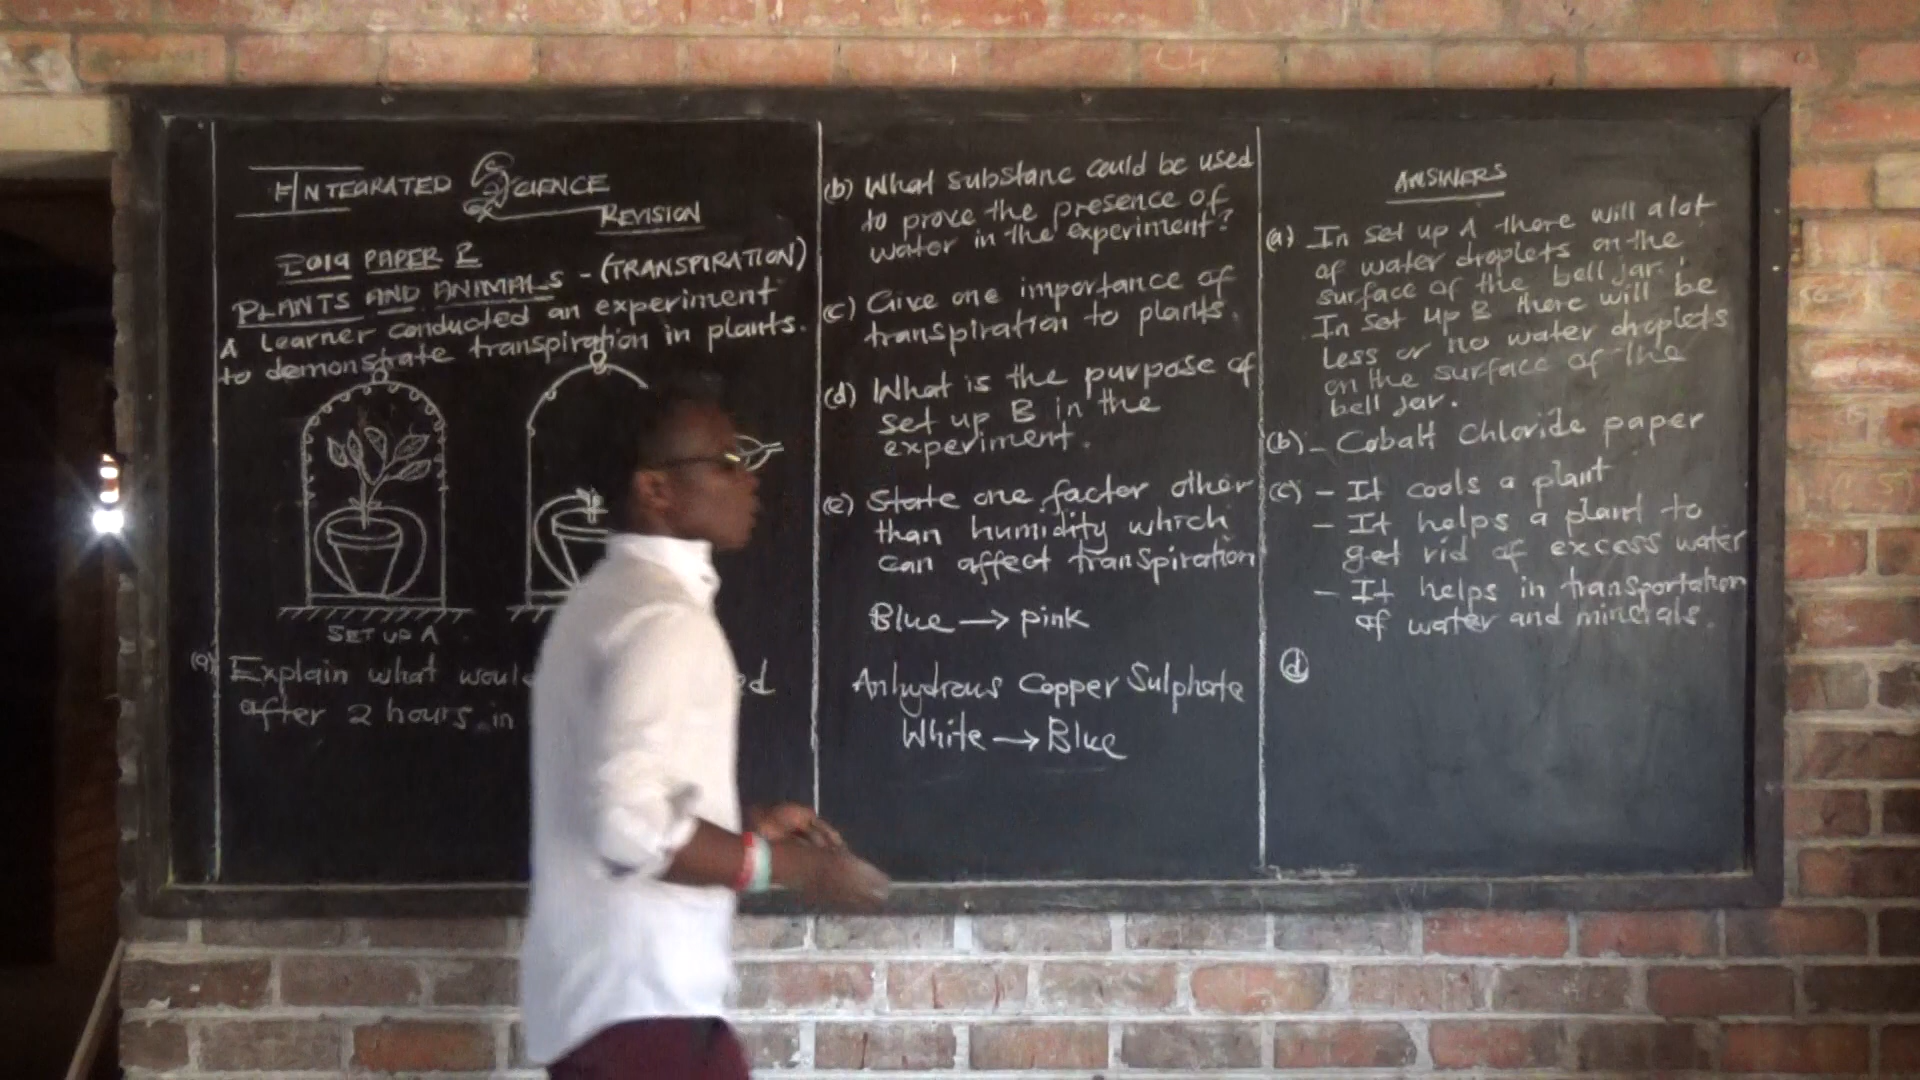 INTEGRATED SCIENCE
REVISION
2019 PAPER 2
PLANTS AND ANIMALS - (TRANSPIRATION)
A learner conducted an experiment
to demonstrate transpiration in plants.
SET UP A
(a) Explain what would
after 2 hours in
(b) What substanc could be used
to prove the presence of
water in the experiment?
(c) Give one importance of
transpiration to plants.
(d) What is the purpose of
set up B in the
experiment.
(e) State one factor other
than humidity which
can affect transpiration
Blue → pink
Anhydrous Copper Sulphate
White → Blue
ANSWERS
(a) In set up A there will alot
of water droplets on the
surface of the bell jar.
In set up B there will be
Less or no water droplets
on the surface of the
bell jar.
(b) - Cobalt Chloride paper
(c) - It cools a plant
- It helps a plant to
get rid of excess water
- It helps in transportation
of water and minerals.
(d)